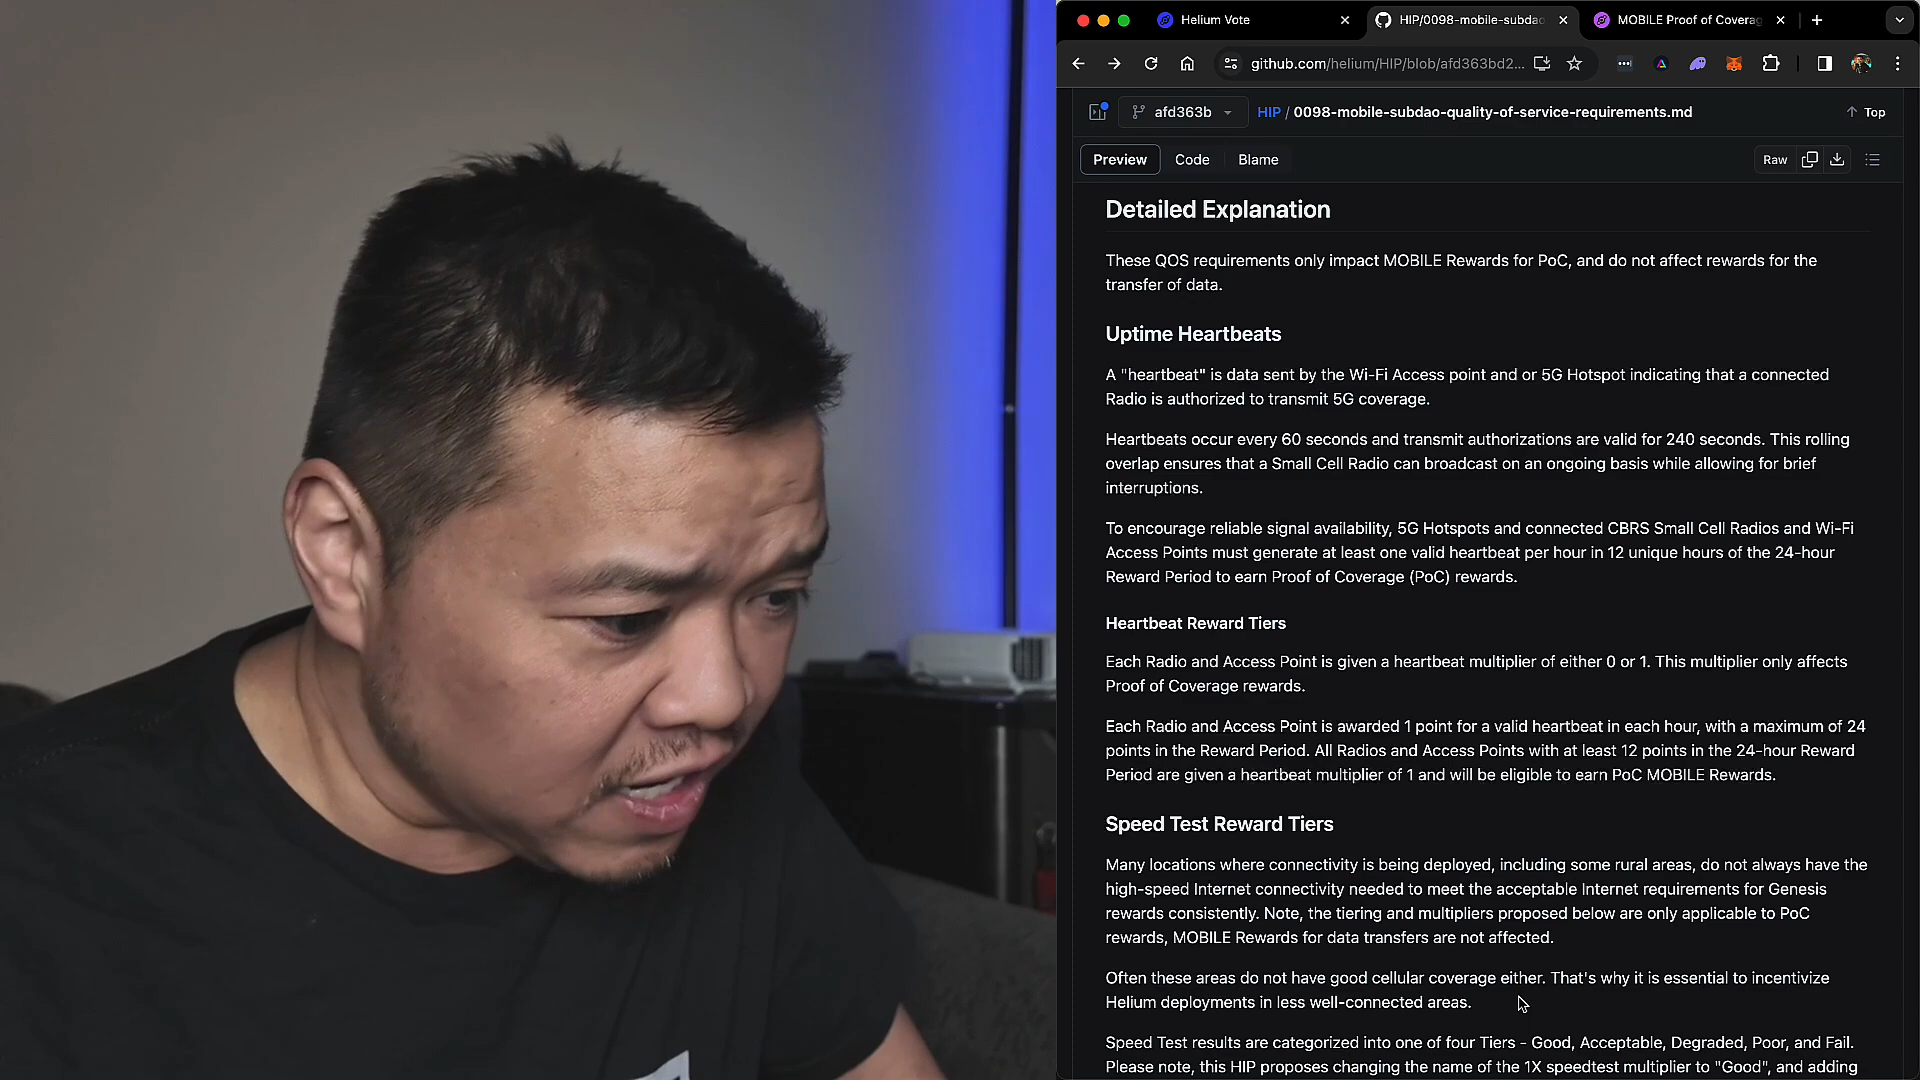 Helium Vote
HIP/0098-mobile-subdao
MOBILE Proof of Coverag
github.com/helium/HIP/blob/afd363bd2...
afd363b
HIP / 0098-mobile-subdao-quality-of-service-requirements.md
Top
Preview
Code
Blame
Raw
Detailed Explanation
These QOS requirements only impact MOBILE Rewards for PoC, and do not affect rewards for the
transfer of data.
Uptime Heartbeats
A "heartbeat" is data sent by the Wi-Fi Access point and or 5G Hotspot indicating that a connected
Radio is authorized to transmit 5G coverage.
Heartbeats occur every 60 seconds and transmit authorizations are valid for 240 seconds. This rolling
overlap ensures that a Small Cell Radio can broadcast on an ongoing basis while allowing for brief
interruptions.
To encourage reliable signal availability, 5G Hotspots and connected CBRS Small Cell Radios and Wi-Fi
Access Points must generate at least one valid heartbeat per hour in 12 unique hours of the 24-hour
Reward Period to earn Proof of Coverage (PoC) rewards.
Heartbeat Reward Tiers
Each Radio and Access Point is given a heartbeat multiplier of either 0 or 1. This multiplier only affects
Proof of Coverage rewards.
Each Radio and Access Point is awarded 1 point for a valid heartbeat in each hour, with a maximum of 24
points in the Reward Period. All Radios and Access Points with at least 12 points in the 24-hour Reward
Period are given a heartbeat multiplier of 1 and will be eligible to earn PoC MOBILE Rewards.
Speed Test Reward Tiers
Many locations where connectivity is being deployed, including some rural areas, do not always have the
high-speed Internet connectivity needed to meet the acceptable Internet requirements for Genesis
rewards consistently. Note, the tiering and multipliers proposed below are only applicable to PoC
rewards, MOBILE Rewards for data transfers are not affected.
Often these areas do not have good cellular coverage either. That's why it is essential to incentivize
Helium deployments in less well-connected areas.
Speed Test results are categorized into one of four Tiers - Good, Acceptable, Degraded, Poor, and Fail.
Please note, this HIP proposes changing the name of the 1X speedtest multiplier to "Good", and adding